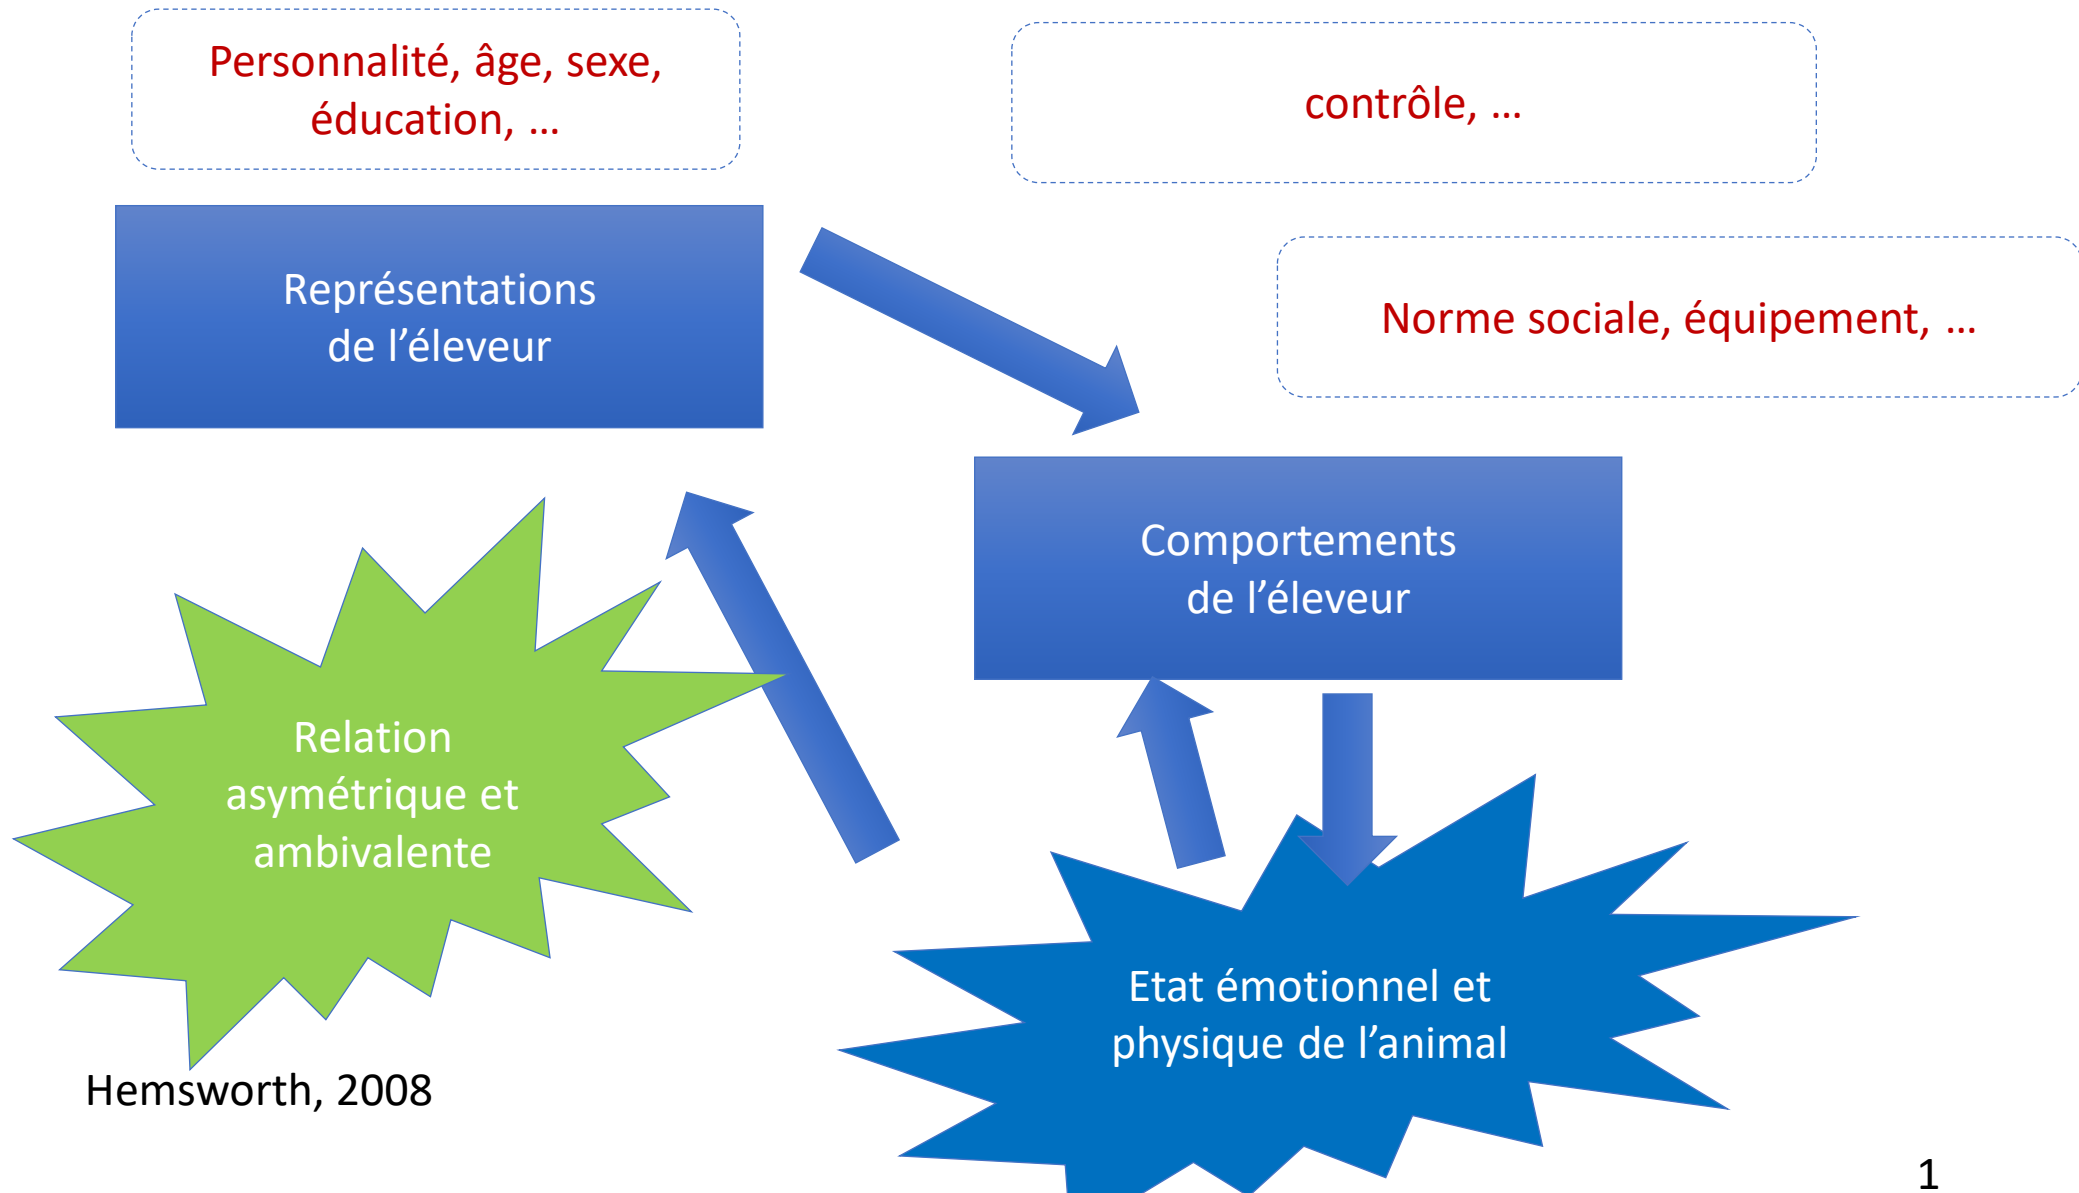 Personnalité, âge, sexe,
éducation, …
contrôle, …
Représentations
de l’éleveur
Norme sociale, équipement, …
Comportements
de l’éleveur
Relation
asymétrique et
ambivalente
Etat émotionnel et
physique de l’animal
Hemsworth, 2008
1